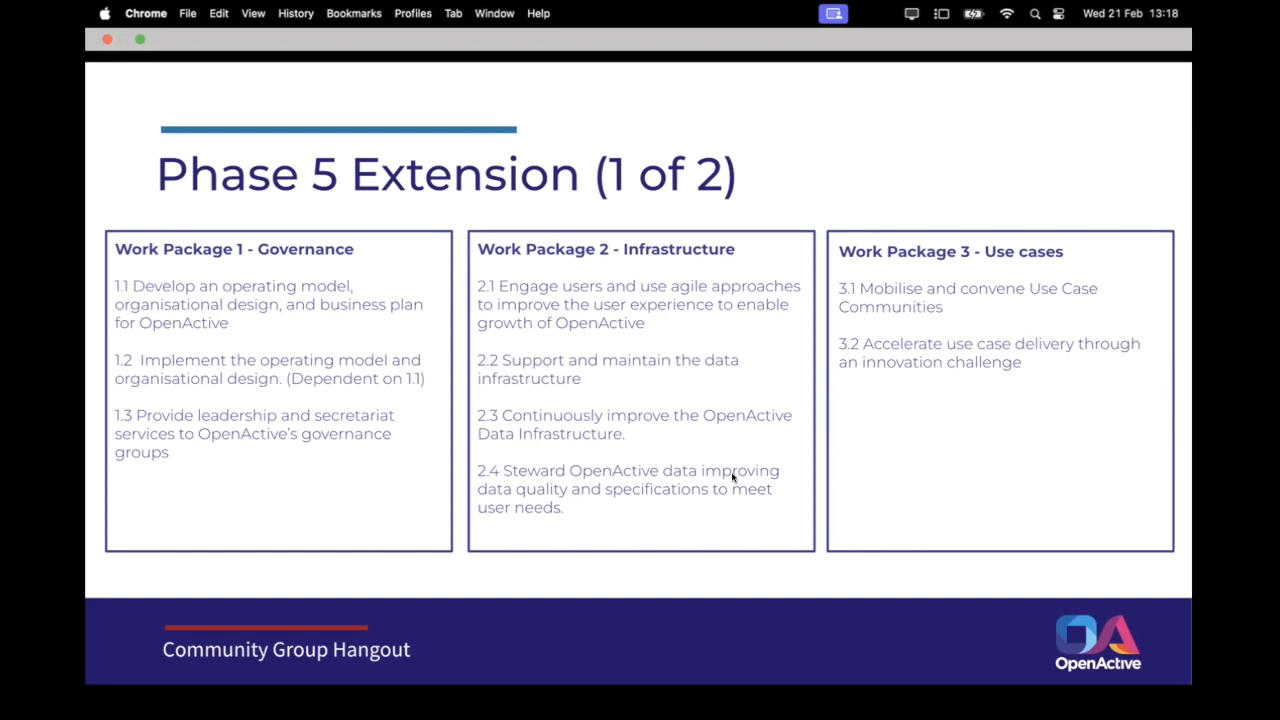 Chrome File Edit View History Bookmarks Profiles Tab Window Help Wed 21 Feb 13:18
Phase 5 Extension (1 of 2)
Work Package 1 - Governance
1.1 Develop an operating model,
organisational design, and business plan
for OpenActive
1.2 Implement the operating model and
organisational design. (Dependent on 1.1)
1.3 Provide leadership and secretariat
services to OpenActive's governance
groups
Work Package 2 - Infrastructure
2.1 Engage users and use agile approaches
to improve the user experience to enable
growth of OpenActive
2.2 Support and maintain the data
infrastructure
2.3 Continuously improve the OpenActive
Data Infrastructure.
2.4 Steward OpenActive data improving
data quality and specifications to meet
user needs.
Work Package 3 - Use cases
3.1 Mobilise and convene Use Case
Communities
3.2 Accelerate use case delivery through
an innovation challenge
Community Group Hangout
OA
OpenActive